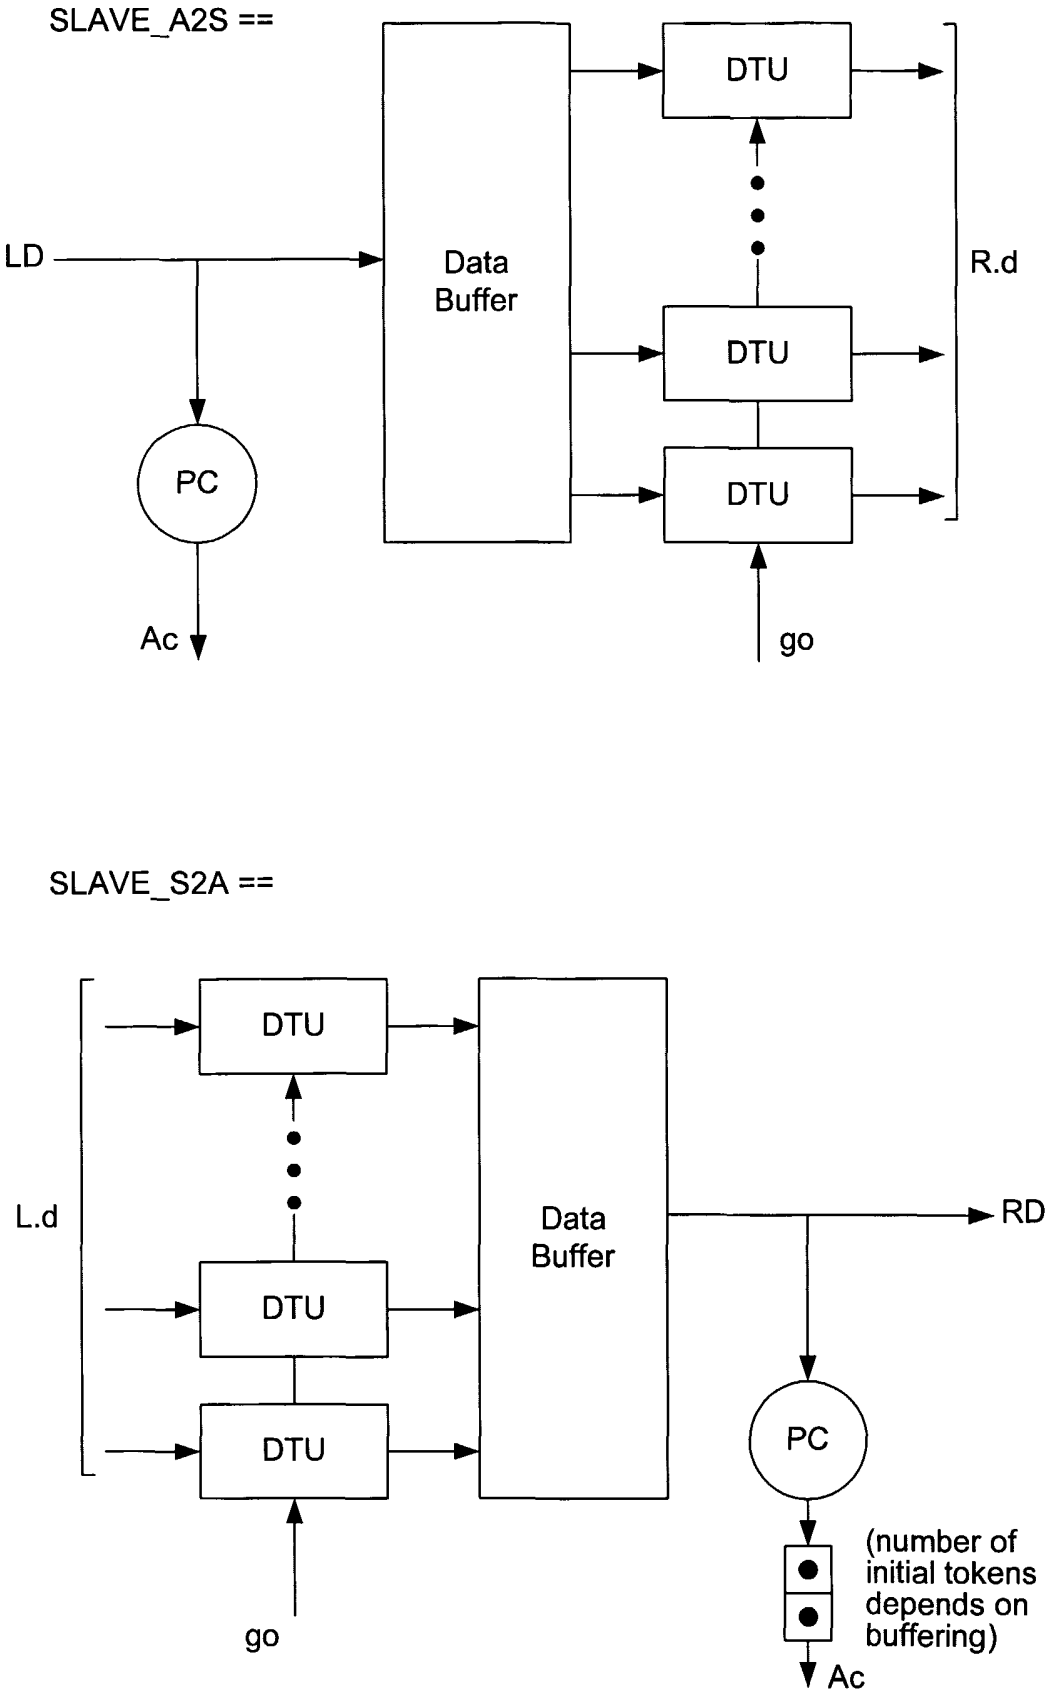 SLAVE_A2S ==
DTU
LD
Data
Buffer
R.d
DTU
PC
DTU
Ac
go
SLAVE_S2A ==
DTU
L.d
Data
Buffer
RD
DTU
PC
DTU
(number of
initial tokens
depends on
buffering)
go
Ac